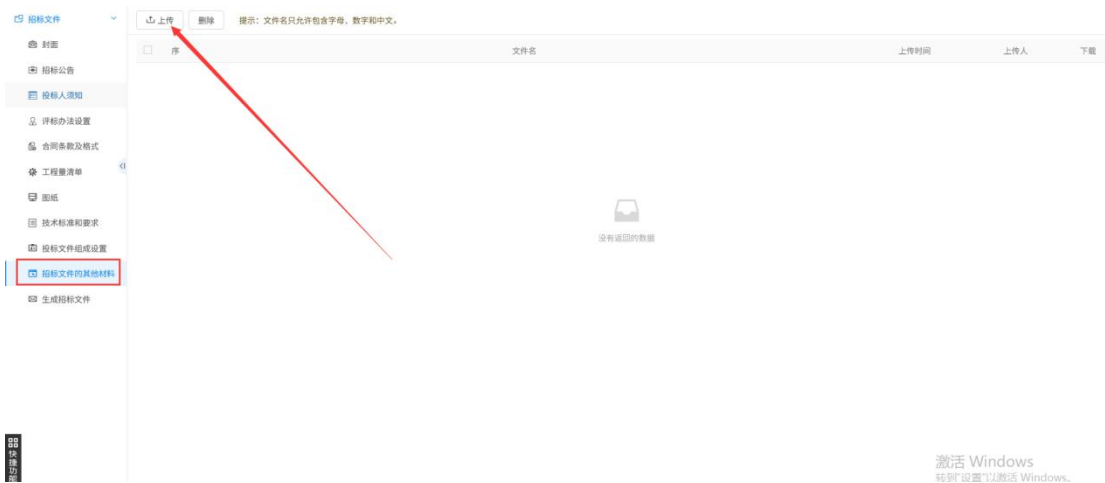 招标文件
上传 删除 提示：文件名只允许包含字母、数字和中文。
封面
序 文件名 上传时间 上传人 下载
招标公告
投标人须知
评标办法设置
合同条款及格式
工程量清单
图纸
技术标准和要求
没有返回的数据
投标文件组成设置
招标文件的其他材料
生成招标文件
快捷功能
激活 Windows
转到"设置"以激活 Windows。